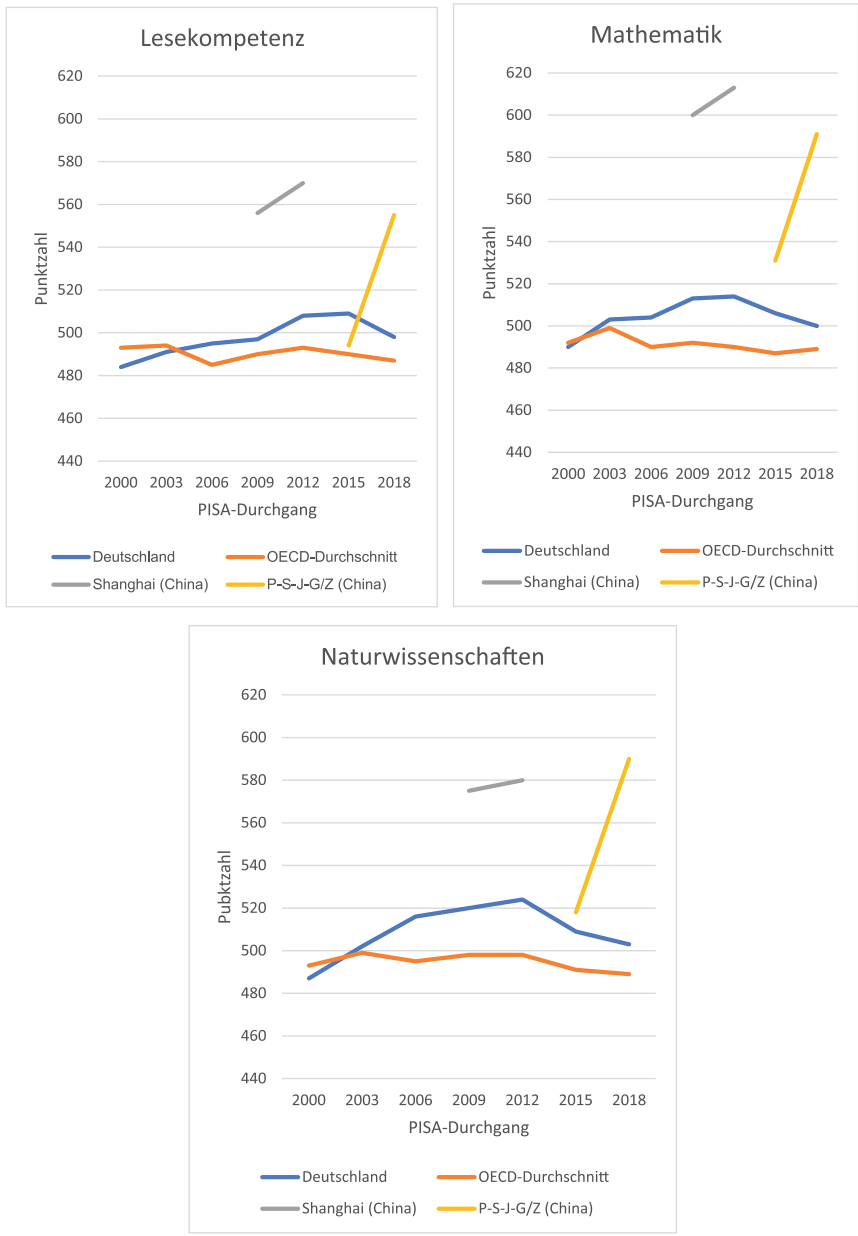 Lesekompetenz
620
600
580
560
540
520
500
480
460
440
Punktzahl
2000 2003 2006 2009 2012 2015 2018
PISA-Durchgang
Deutschland OECD-Durchschnitt
Shanghai (China) P-S-J-G/Z (China)
Mathematik
620
600
580
560
540
520
500
480
460
440
Punktzahl
2000 2003 2006 2009 2012 2015 2018
PISA-Durchgang
Deutschland OECD-Durchschnitt
Shanghai (China) P-S-J-G/Z (China)
Naturwissenschaften
620
600
580
560
540
520
500
480
460
440
Pubktzahl
2000 2003 2006 2009 2012 2015 2018
PISA-Durchgang
Deutschland OECD-Durchschnitt
Shanghai (China) P-S-J-G/Z (China)